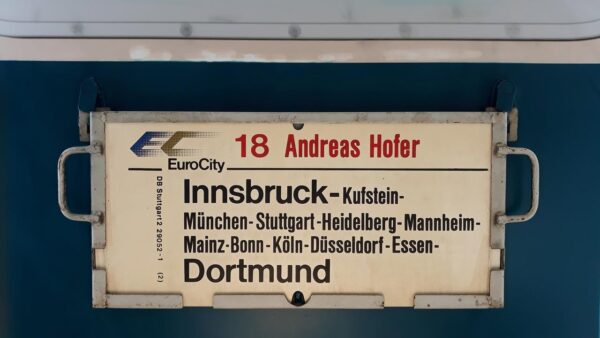 EC
EuroCity
18 Andreas Hofer
DB Stuttgart 2 29052-1 (2)
Innsbruck-Kufstein-
München-Stuttgart-Heidelberg-Mannheim-
Mainz-Bonn-Köln-Düsseldorf-Essen-
Dortmund